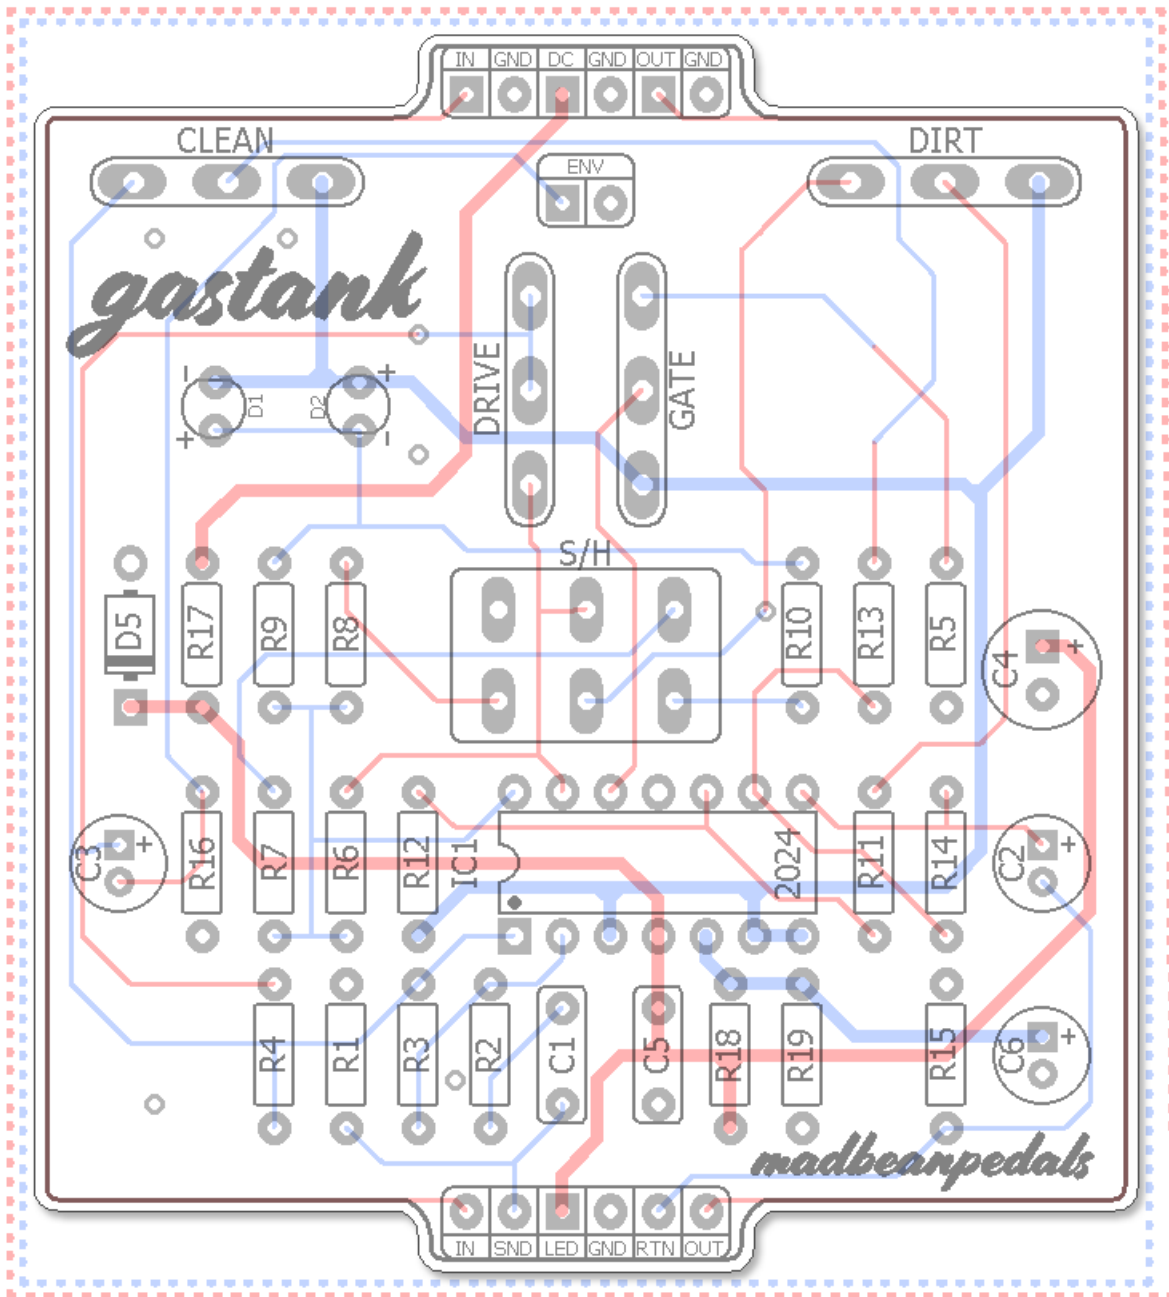 IN GND DC GND OUT GND
CLEAN
DIRT
ENV
gastank
DRIVE
GATE
- D1 +
D2 + -
S/H
D5
R17
R9
R8
R10
R13
R5
C4 +
C3 +
R16
R7
R6
R12
IC1
2024
R11
R14
C2 +
R4
R1
R3
R2
C1
C5
R18
R19
R15
C6 +
madbeanpedals
IN SND LED GND RTN OUT